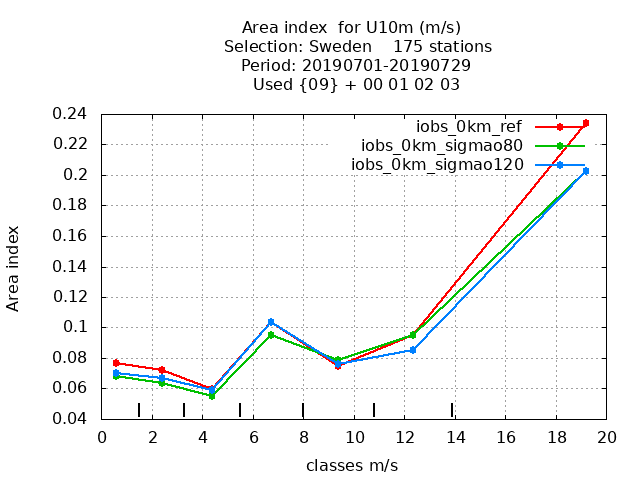 Area index  for U10m (m/s)
Selection: Sweden    175 stations
Period: 20190701-20190729
Used {09} + 00 01 02 03
iobs_0km_ref
iobs_0km_sigmao80
iobs_0km_sigmao120
0.24
0.22
0.2
0.18
0.16
0.14
0.12
0.1
0.08
0.06
0.04
Area index
0 2 4 6 8 10 12 14 16 18 20
classes m/s